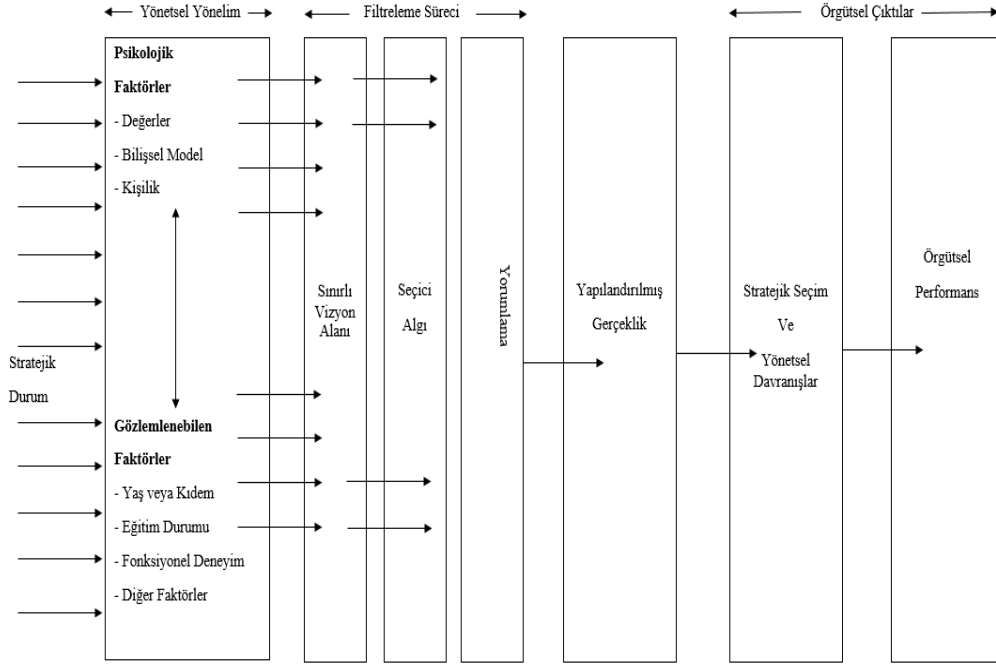 Yönetsel Yönelim
Filtreleme Süreci
Örgütsel Çıktılar
Stratejik
Durum
Psikolojik
Faktörler
- Değerler
- Bilişsel Model
- Kişilik
Gözlemlenebilen
Faktörler
- Yaş veya Kıdem
- Eğitim Durumu
- Fonksiyonel Deneyim
- Diğer Faktörler
Sınırlı
Vizyon
Alanı
Seçici
Algı
Yorumlama
Yapılandırılmış
Gerçeklik
Stratejik Seçim
Ve
Yönetsel
Davranışlar
Örgütsel
Performans